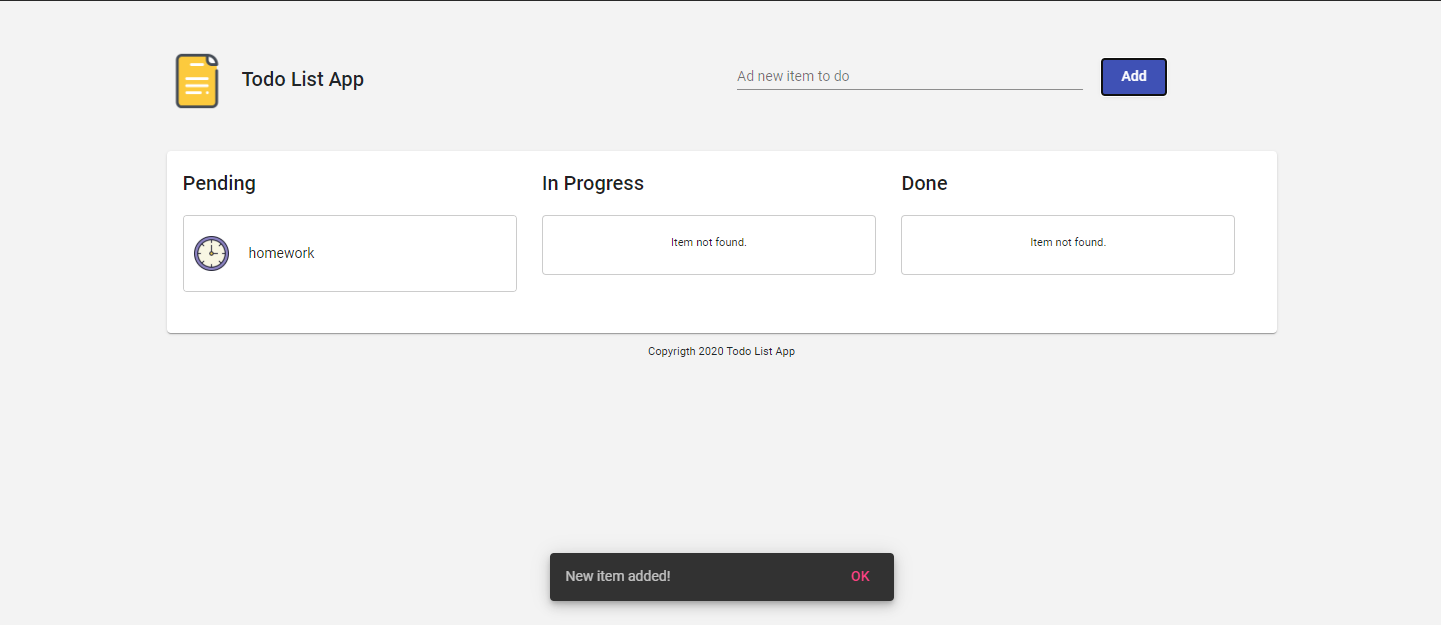 Todo List App
Ad new item to do
Add
Pending
In Progress
Done
homework
Item not found.
Item not found.
Copyrigth 2020 Todo List App
New item added!
OK